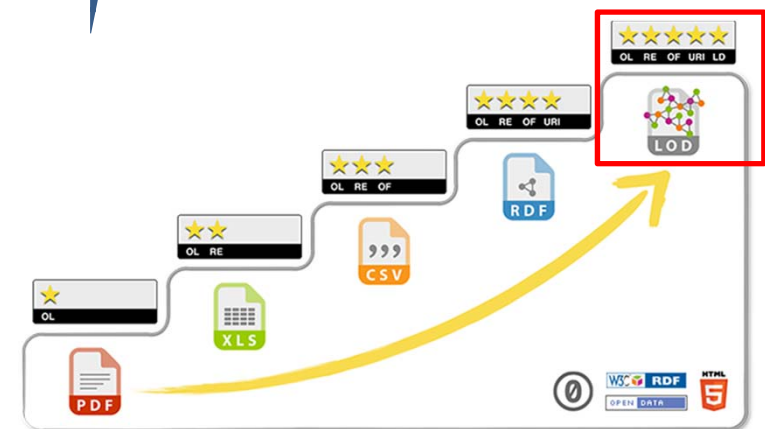 OL RE OF URI LD
LOD
OL RE OF URI
RDF
OL RE OF
CSV
OL RE
XLS
OL
PDF
0
W3C RDF
OPEN DATA
HTML
5